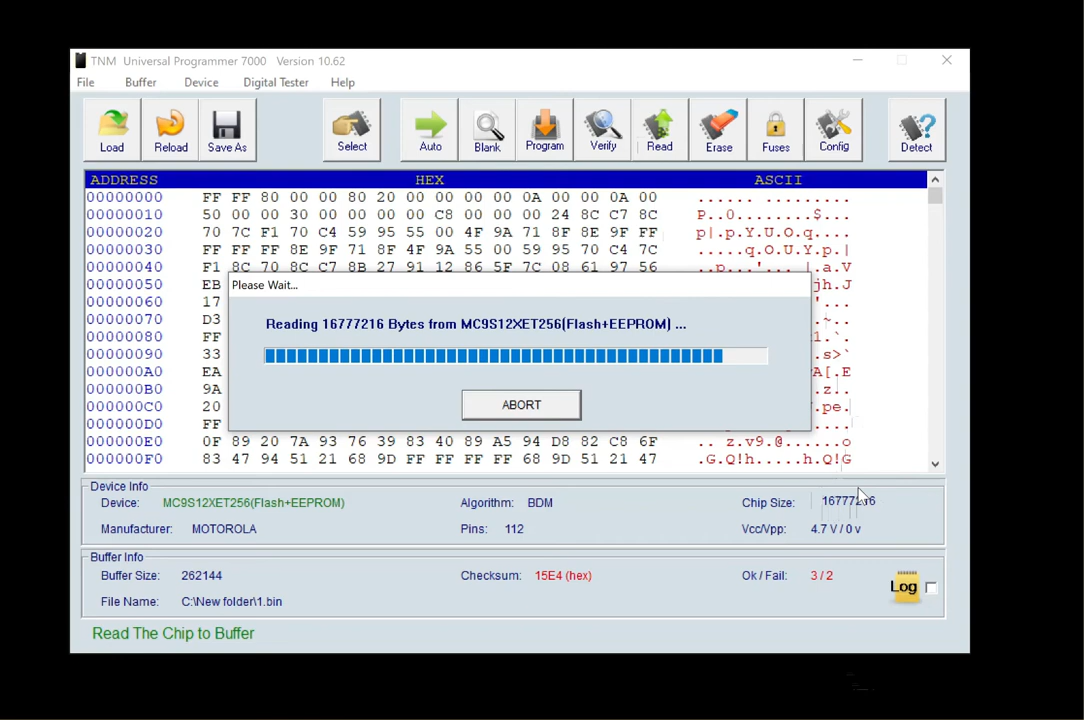 TNM Universal Programmer 7000 Version 10.62
File Buffer Device Digital Tester Help
Load Reload Save As Select Auto Blank Program Verify Read Erase Fuses Config Detect
ADDRESS HEX ASCII
00000000 FF FF 80 00 00 80 20 00 00 00 00 0A 00 00 0A 00 ...... .........
00000010 50 00 00 30 00 00 00 00 C8 00 00 00 24 8C C7 8C P..0........$...
00000020 70 7C F1 70 C4 59 95 55 00 4F 9A 71 8F 8E 9F FF p|.p.Y.U.O.q....
00000030 FF FF FF 8E 9F 71 8F 4F 9A 55 00 59 95 70 C4 7C .....q.O.U.Y.p.|
00000040 F1 8C 70 8C C7 8B 27 91 12 86 5F 7C 08 61 97 56 ..p...'... |.a.V
00000050 EB jh.J
00000060 17 '...
00000070 D3 .~..
00000080 FF 1.`.
00000090 33 .s>`
000000A0 EA A[.E
000000B0 9A .z..
000000C0 20 .pe.
000000D0 FF ....
000000E0 0F 89 20 7A 93 76 39 83 40 89 A5 94 D8 82 C8 6F .. z.v9.@......o
000000F0 83 47 94 51 21 68 9D FF FF FF FF 68 9D 51 21 47 .G.Q!h.....h.Q!G
Please Wait...
Reading 16777216 Bytes from MC9S12XET256(Flash+EEPROM) ...
ABORT
Device Info
Device: MC9S12XET256(Flash+EEPROM) Algorithm: BDM Chip Size: 16777216
Manufacturer: MOTOROLA Pins: 112 Vcc/Vpp: 4.7 V / 0 v
Buffer Info
Buffer Size: 262144 Checksum: 15E4 (hex) Ok / Fail: 3 / 2
Log
File Name: C:\New folder\1.bin
Read The Chip to Buffer